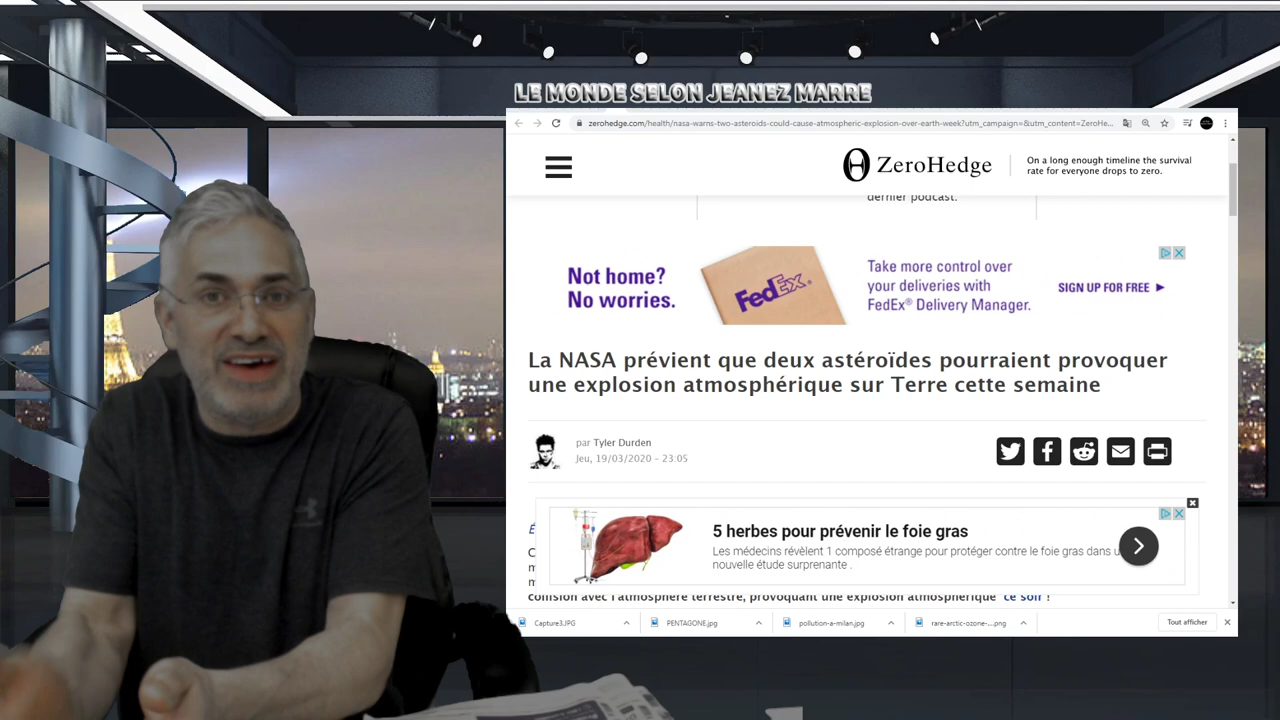 LE MONDE SELON JEANEZ MARRE
zerohedge.com/health/nasa-warns-two-asteroids-could-cause-atmospheric-explosion-over-earth-week?utm_campaign=&utm_content=ZeroHe...
ZeroHedge
On a long enough timeline the survival
rate for everyone drops to zero.
dernier podcast.
Not home?
No worries.
FedEx
Take more control over
your deliveries with
FedEx® Delivery Manager.
SIGN UP FOR FREE ►
La NASA prévient que deux astéroïdes pourraient provoquer
une explosion atmosphérique sur Terre cette semaine
par Tyler Durden
Jeu, 19/03/2020 - 23:05
5 herbes pour prévenir le foie gras
Les médecins révèlent 1 composé étrange pour protéger contre le foie gras dans u
nouvelle étude surprenante .
collision avec l'atmosphère terrestre, provoquant une explosion atmosphérique ce soir !
Capture3.JPG
PENTAGONE.jpg
pollution-a-milan.jpg
rare-arctic-ozone-....png
Tout afficher